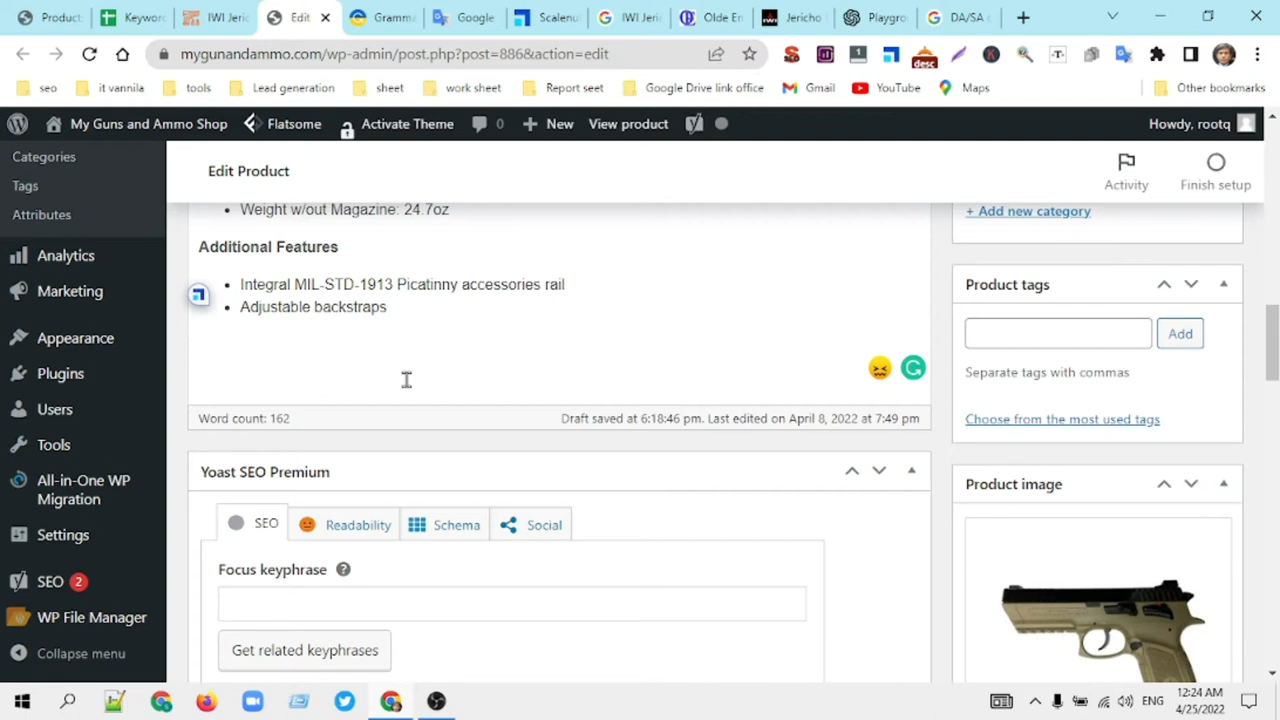 Product
Keyword
IWI Jeric
Edit
Gramma
Google
Scalenut
IWI Jeri
Olde En
Jericho
Playgro
DA/SA
mygunandammo.com/wp-admin/post.php?post=886&action=edit
seo
it vannila
tools
Lead generation
sheet
work sheet
Report seet
Google Drive link office
Gmail
YouTube
Maps
Other bookmarks
My Guns and Ammo Shop
Flatsome
Activate Theme
0
New
View product
Howdy, rootq
Categories
Tags
Attributes
Analytics
Marketing
Appearance
Plugins
Users
Tools
All-in-One WP
Migration
Settings
SEO 2
WP File Manager
Collapse menu
Edit Product
Activity
Finish setup
Weight w/out Magazine: 24.7oz
Additional Features
Integral MIL-STD-1913 Picatinny accessories rail
Adjustable backstraps
Word count: 162
Draft saved at 6:18:46 pm. Last edited on April 8, 2022 at 7:49 pm
Yoast SEO Premium
SEO
Readability
Schema
Social
Focus keyphrase
Get related keyphrases
+ Add new category
Product tags
Add
Separate tags with commas
Choose from the most used tags
Product image
ENG
12:24 AM
4/25/2022